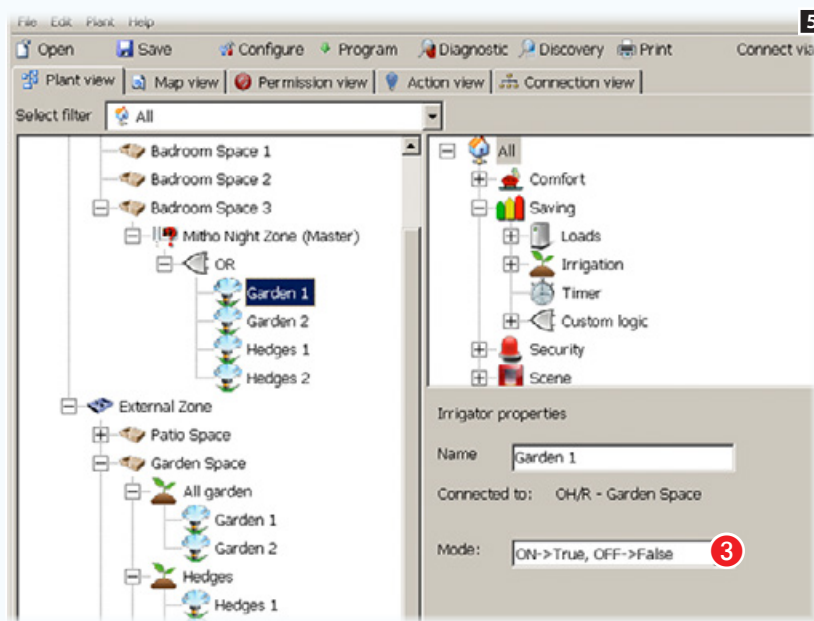 File Edit Plant Help
5
Open Save Configure Program Diagnostic Discovery Print Connect via
Plant view Map view Permission view Action view Connection view
Select filter All
Badroom Space 1
Badroom Space 2
Badroom Space 3
Mitho Night Zone (Master)
OR
Garden 1
Garden 2
Hedges 1
Hedges 2
External Zone
Patio Space
Garden Space
All garden
Garden 1
Garden 2
Hedges
Hedges 1
All
Comfort
Saving
Loads
Irrigation
Timer
Custom logic
Security
Scene
Irrigator properties
Name Garden 1
Connected to: OH/R - Garden Space
Mode: ON->True, OFF->False 3